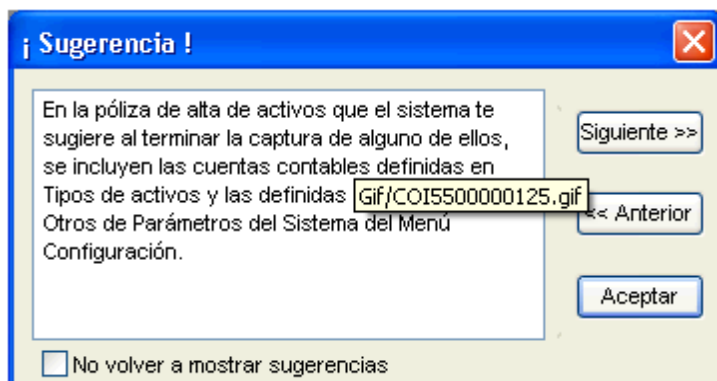 ¡ Sugerencia !
En la póliza de alta de activos que el sistema te
sugiere al terminar la captura de alguno de ellos,
se incluyen las cuentas contables definidas en
Tipos de activos y las definidas
Gif/COI5500000125.gif
Otros de Parámetros del Sistema del Menú
Configuración.
Siguiente >>
<< Anterior
Aceptar
No volver a mostrar sugerencias